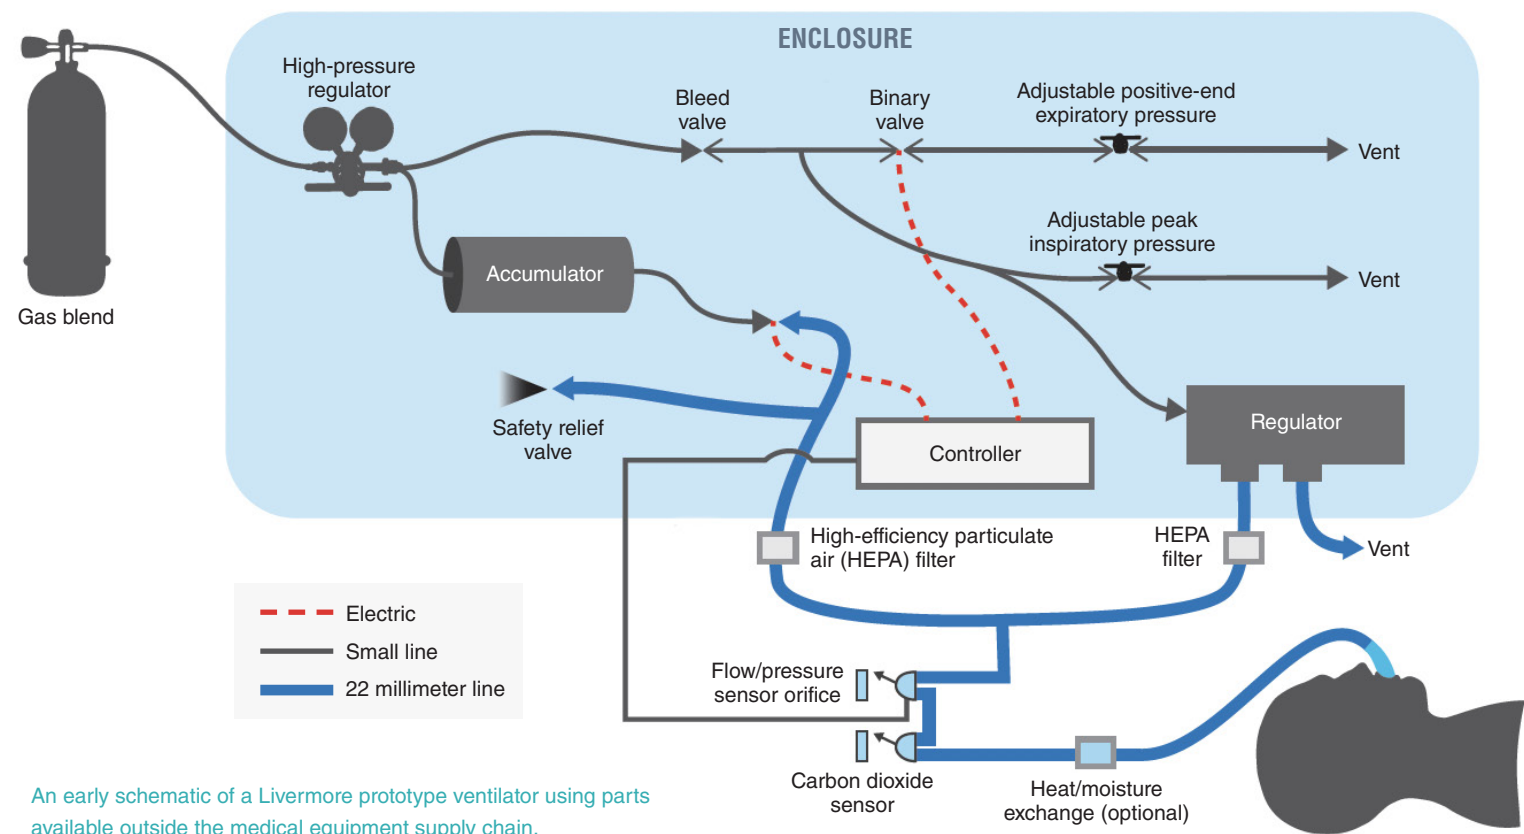 ENCLOSURE
High-pressure
regulator
Bleed
valve
Binary
valve
Adjustable positive-end
expiratory pressure
Vent
Adjustable peak
inspiratory pressure
Vent
Accumulator
Gas blend
Safety relief
valve
Controller
Regulator
High-efficiency particulate
air (HEPA) filter
HEPA
filter
Vent
Electric
Small line
22 millimeter line
Flow/pressure
sensor orifice
Carbon dioxide
sensor
Heat/moisture
exchange (optional)
An early schematic of a Livermore prototype ventilator using parts
available outside the medical equipment supply chain.